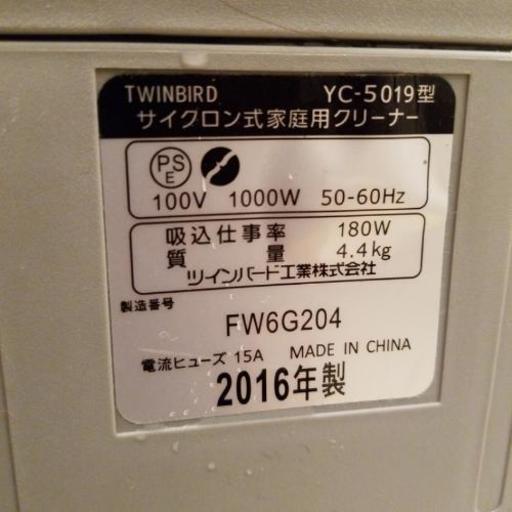 TWINBIRD YC-5019型
サイクロン式家庭用クリーナー
PS
E
100V 1000W 50-60Hz
吸込仕事率 180W
質量 4.4kg
ツインバード工業株式会社
製造番号
FW6G204
電流ヒューズ 15A MADE IN CHINA
2016年製